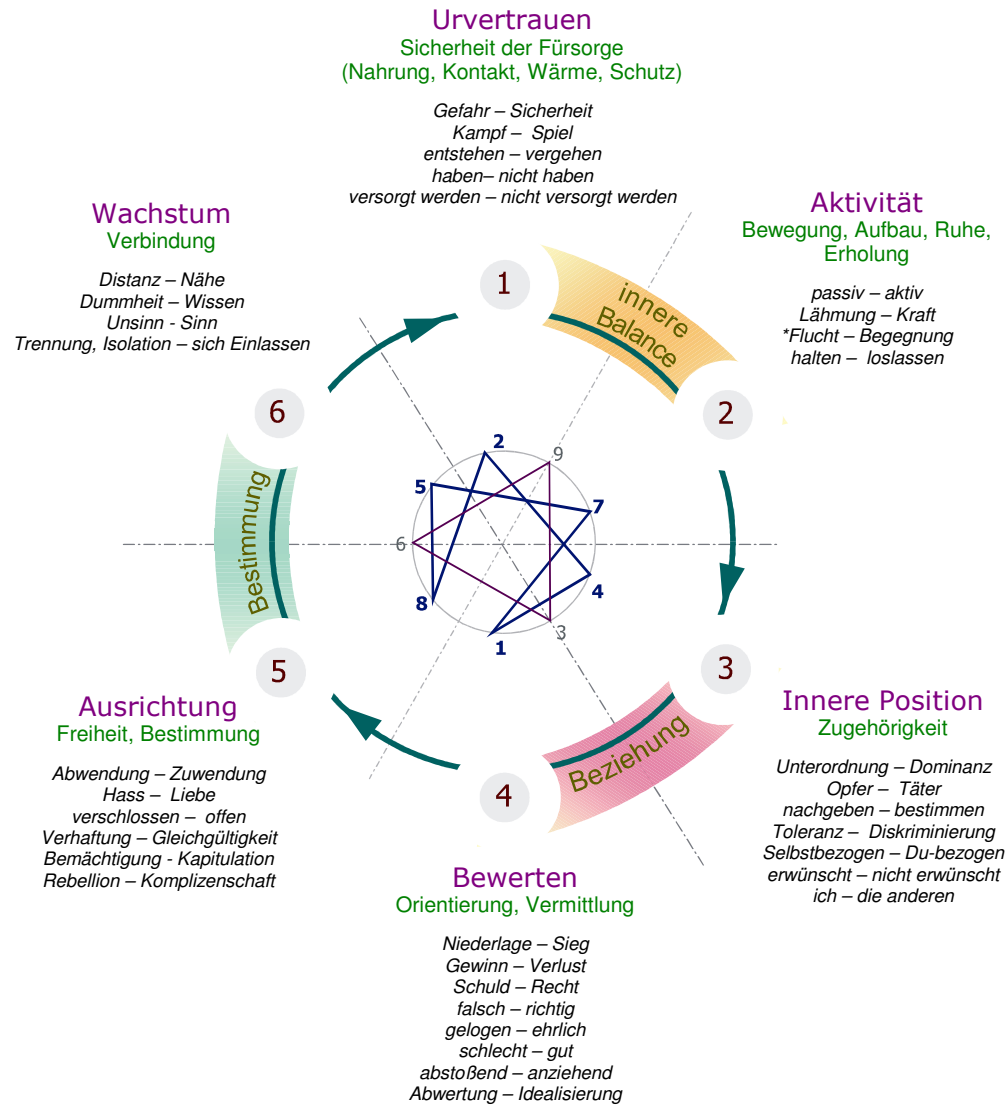 Urvertrauen
Sicherheit der Fürsorge
(Nahrung, Kontakt, Wärme, Schutz)
Gefahr – Sicherheit
Kampf – Spiel
entstehen – vergehen
haben– nicht haben
versorgt werden – nicht versorgt werden
Aktivität
Bewegung, Aufbau, Ruhe,
Erholung
passiv – aktiv
Lähmung – Kraft
*Flucht – Begegnung
halten – loslassen
Wachstum
Verbindung
Distanz – Nähe
Dummheit – Wissen
Unsinn - Sinn
Trennung, Isolation – sich Einlassen
1
innere
Balance
2
6
Bestimmung
5
2
9
5
7
6
4
8
1
3
3
Beziehung
4
Innere Position
Zugehörigkeit
Unterordnung – Dominanz
Opfer – Täter
nachgeben – bestimmen
Toleranz – Diskriminierung
Selbstbezogen – Du-bezogen
erwünscht – nicht erwünscht
ich – die anderen
Ausrichtung
Freiheit, Bestimmung
Abwendung – Zuwendung
Hass – Liebe
verschlossen – offen
Verhaftung – Gleichgültigkeit
Bemächtigung - Kapitulation
Rebellion – Komplizenschaft
Bewerten
Orientierung, Vermittlung
Niederlage – Sieg
Gewinn – Verlust
Schuld – Recht
falsch – richtig
gelogen – ehrlich
schlecht – gut
abstoßend – anziehend
Abwertung – Idealisierung